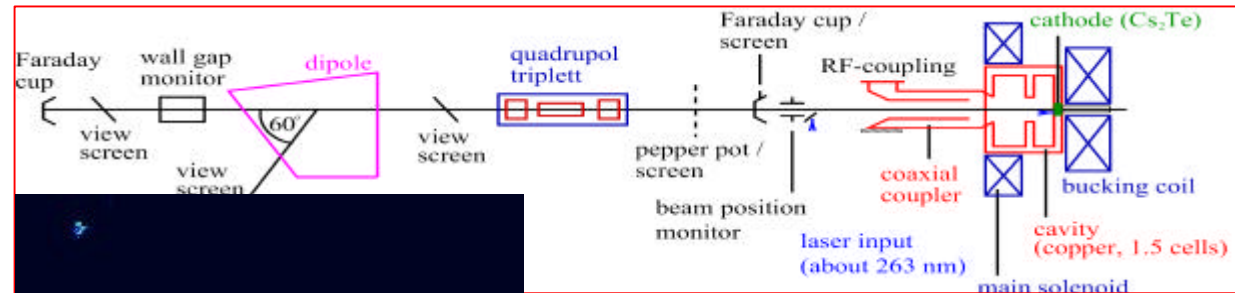 Faraday
cup
view
screen
wall gap
monitor
60°
view
screen
dipole
view
screen
quadrupol
triplett
pepper pot /
screen
Faraday cup /
screen
beam position
monitor
RF-coupling
coaxial
coupler
laser input
(about 263 nm)
cathode (Cs₂Te)
bucking coil
cavity
(copper, 1.5 cells)
main solenoid